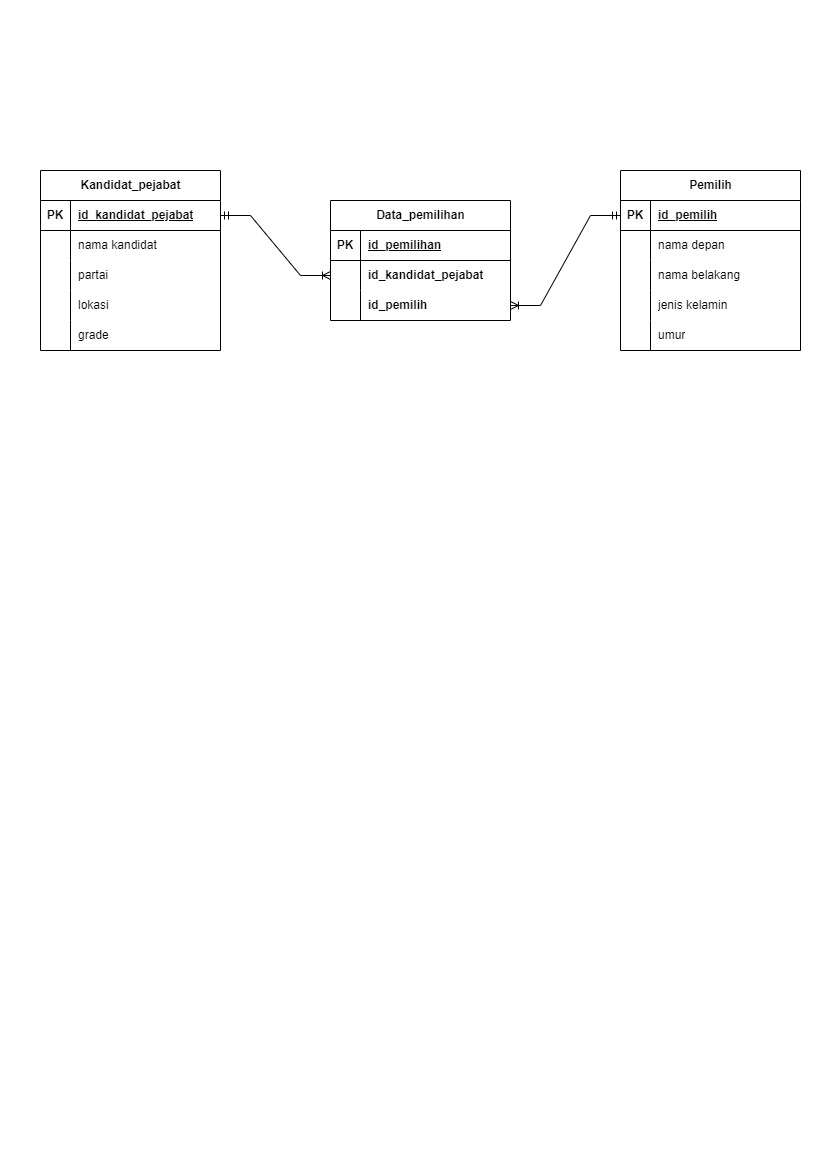 Kandidat_pejabat
PK id_kandidat_pejabat
nama kandidat
partai
lokasi
grade
Data_pemilihan
PK id_pemilihan
id_kandidat_pejabat
id_pemilih
Pemilih
PK id_pemilih
nama depan
nama belakang
jenis kelamin
umur